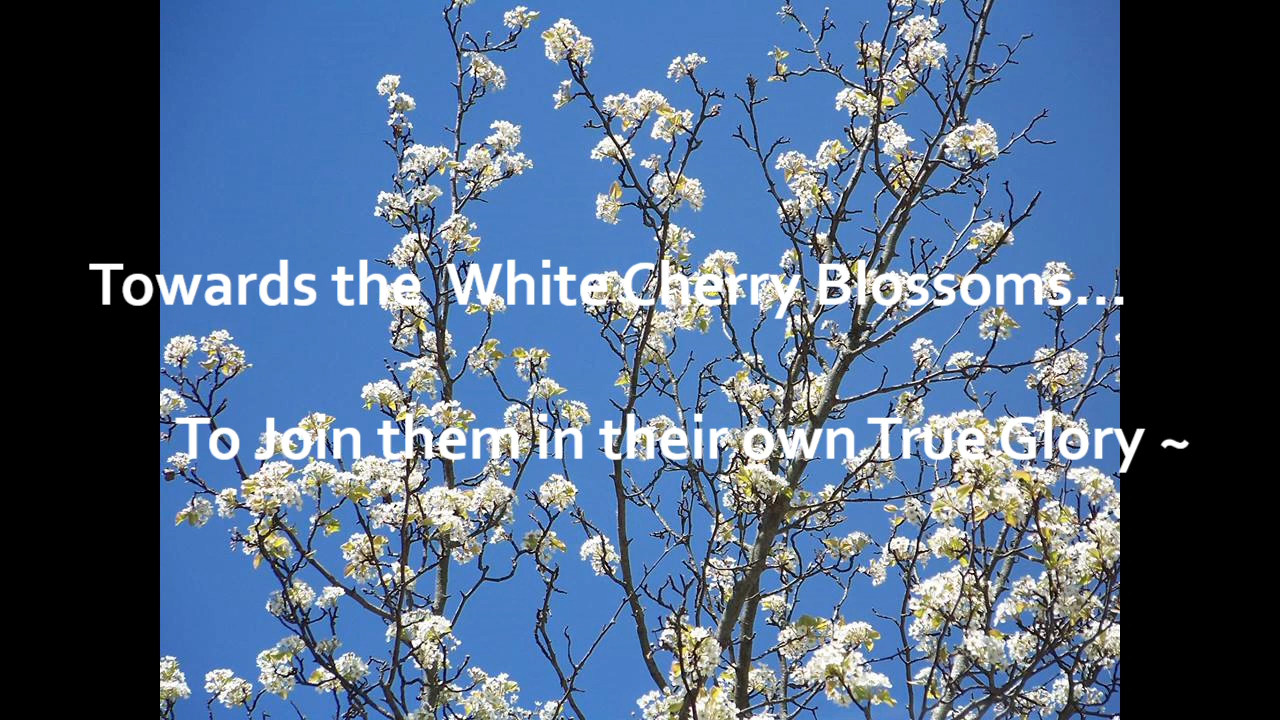 Towards the  White Cherry Blossoms...
To Join them in their own True Glory ~